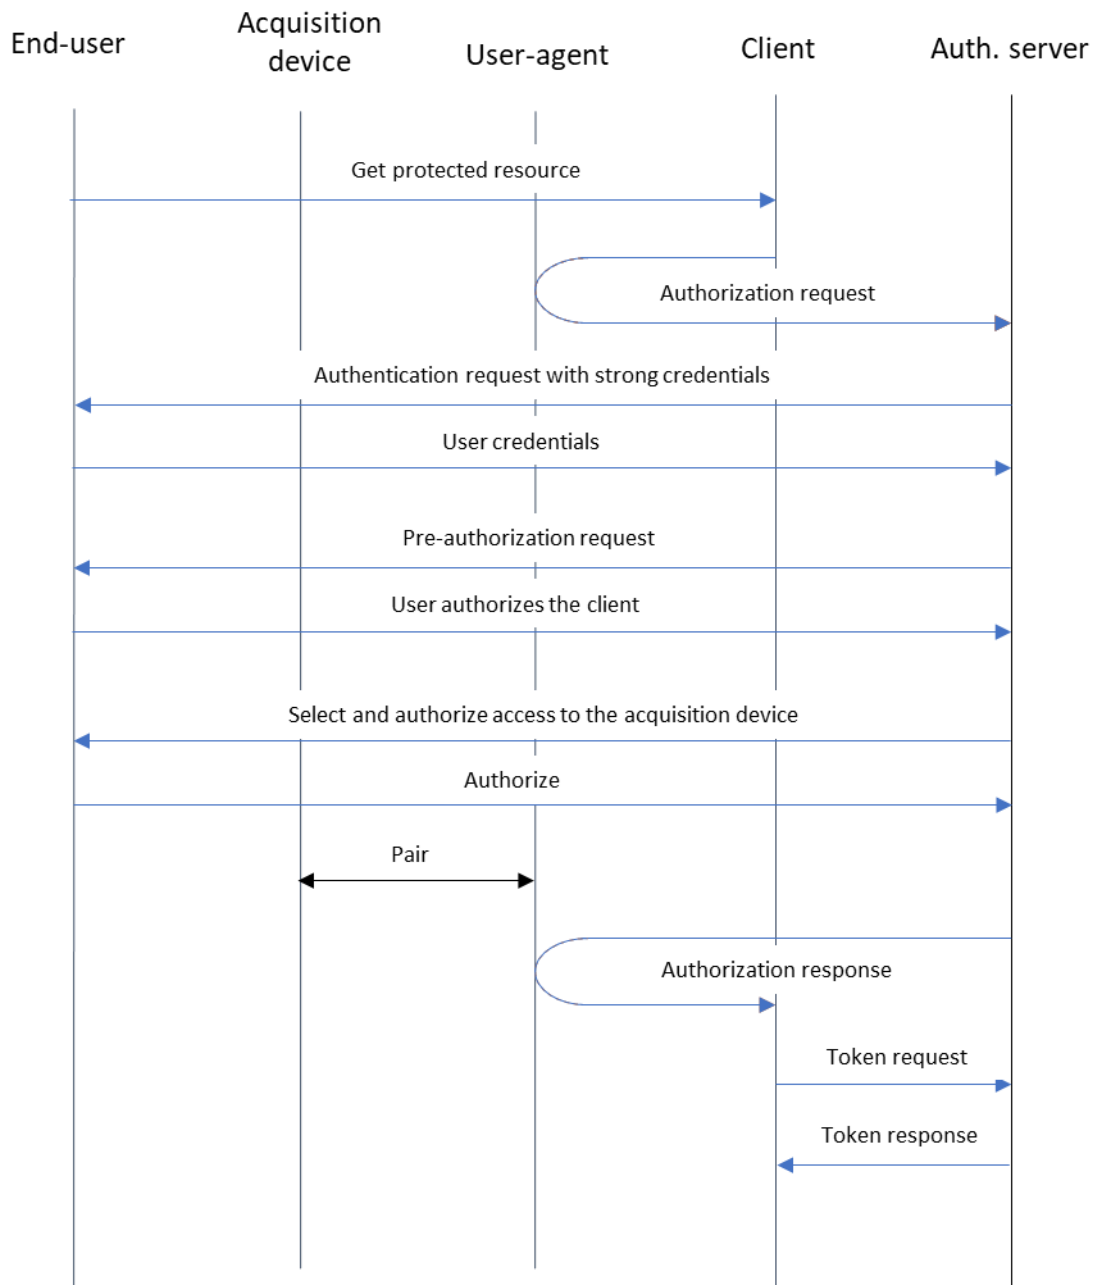 End-user
Acquisition
device
User-agent
Client
Auth. server
Get protected resource
Authorization request
Authentication request with strong credentials
User credentials
Pre-authorization request
User authorizes the client
Select and authorize access to the acquisition device
Authorize
Pair
Authorization response
Token request
Token response